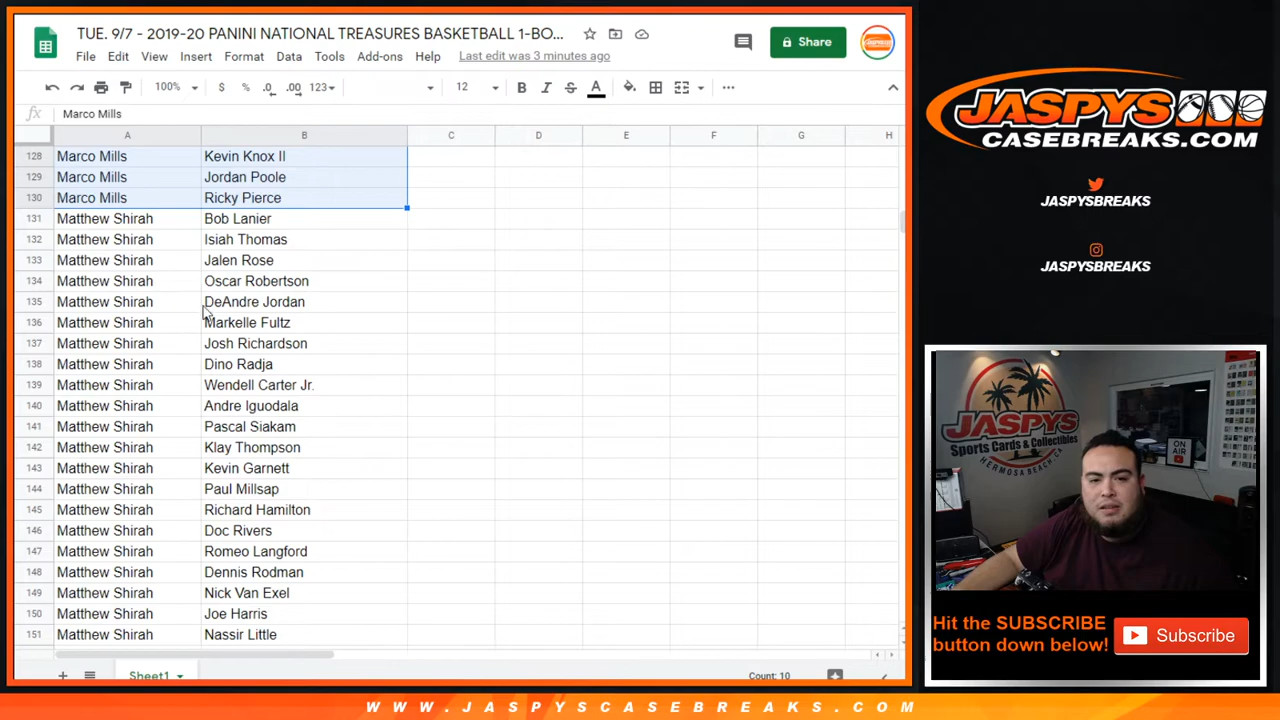 TUE. 9/7 - 2019-20 PANINI NATIONAL TREASURES BASKETBALL 1-BO...
File Edit View Insert Format Data Tools Add-ons Help Last edit was 3 minutes ago
Share
100% $ % .0 .00 123 12 B I S A
fx Marco Mills
A B C D E F G H
128 Marco Mills Kevin Knox II
129 Marco Mills Jordan Poole
130 Marco Mills Ricky Pierce
131 Matthew Shirah Bob Lanier
132 Matthew Shirah Isiah Thomas
133 Matthew Shirah Jalen Rose
134 Matthew Shirah Oscar Robertson
135 Matthew Shirah DeAndre Jordan
136 Matthew Shirah Markelle Fultz
137 Matthew Shirah Josh Richardson
138 Matthew Shirah Dino Radja
139 Matthew Shirah Wendell Carter Jr.
140 Matthew Shirah Andre Iguodala
141 Matthew Shirah Pascal Siakam
142 Matthew Shirah Klay Thompson
143 Matthew Shirah Kevin Garnett
144 Matthew Shirah Paul Millsap
145 Matthew Shirah Richard Hamilton
146 Matthew Shirah Doc Rivers
147 Matthew Shirah Romeo Langford
148 Matthew Shirah Dennis Rodman
149 Matthew Shirah Nick Van Exel
150 Matthew Shirah Joe Harris
151 Matthew Shirah Nassir Little
Sheet1
Count: 10
JASPYS
CASEBREAKS.COM
JASPYSBREAKS
JASPYSBREAKS
JASPYS
Sports Cards & Collectibles
HERMOSA BEACH, CA
ON AIR
Hit the SUBSCRIBE
button down below!
Subscribe
WWW.JASPYSCASEBREAKS.COM